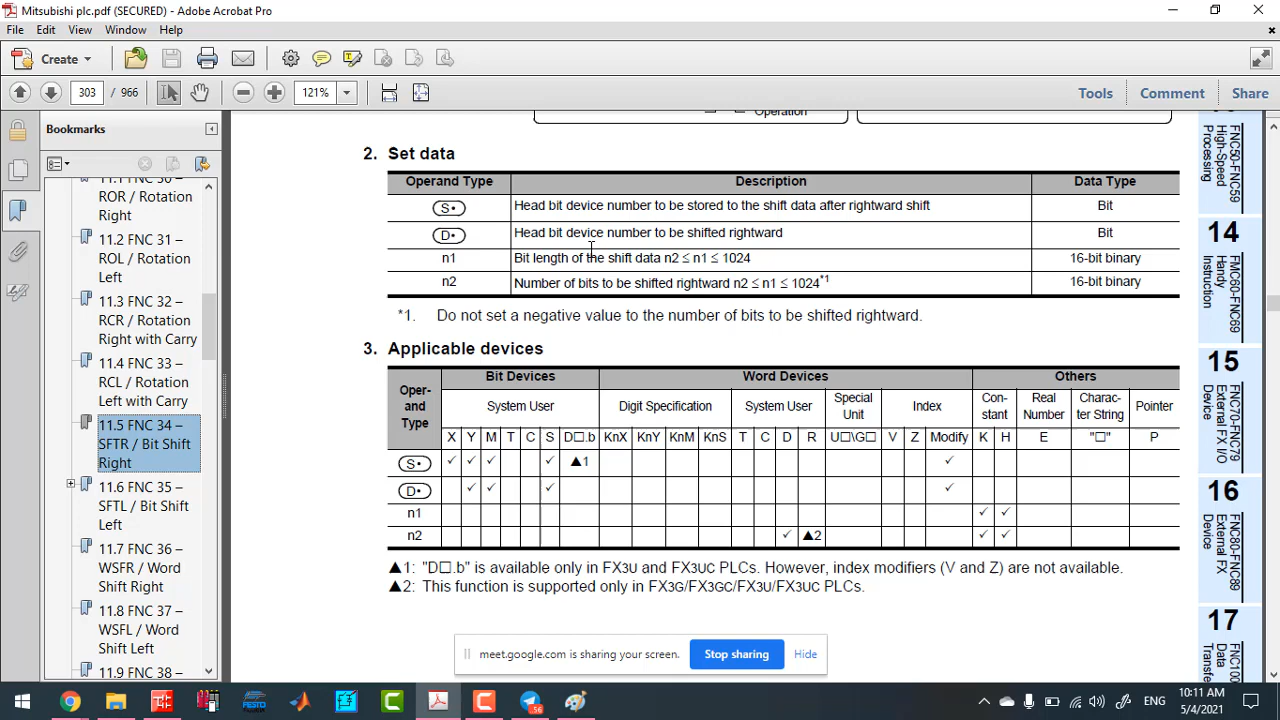 Mitsubishi plc.pdf (SECURED) - Adobe Acrobat Pro
File Edit View Window Help
Create
303 / 966 121% Tools Comment Share
Bookmarks
ROR / Rotation
Right
11.2 FNC 31
ROL / Rotation
Left
11.3 FNC 32
RCR / Rotation
Right with Carry
11.4 FNC 33
RCL / Rotation
Left with Carry
11.5 FNC 34 –
SFTR / Bit Shift
Right
11.6 FNC 35 –
SFTL / Bit Shift
Left
11.7 FNC 36 –
WSFR / Word
Shift Right
11.8 FNC 37 –
WSFL / Word
Shift Left
11.9 FNC 38 –
Operation
2. Set data
Operand Type Description Data Type
S• Head bit device number to be stored to the shift data after rightward shift Bit
D• Head bit device number to be shifted rightward Bit
n1 Bit length of the shift data n2 ≤ n1 ≤ 1024 16-bit binary
n2 Number of bits to be shifted rightward n2 ≤ n1 ≤ 1024*1 16-bit binary
*1. Do not set a negative value to the number of bits to be shifted rightward.
3. Applicable devices
Oper-
and
Type
Bit Devices Word Devices Others
System User Digit Specification System User Special
Unit Index Con-
stant Real
Number Charac-
ter String Pointer
X Y M T C S D□.b KnX KnY KnM KnS T C D R U□\G□ V Z Modify K H E "□" P
S• ✓ ✓ ✓ ✓ ▲1 ✓
D• ✓ ✓ ✓ ✓
n1 ✓ ✓
n2 ✓ ▲2 ✓ ✓
▲1: "D□.b" is available only in FX3U and FX3UC PLCs. However, index modifiers (V and Z) are not available.
▲2: This function is supported only in FX3G/FX3GC/FX3U/FX3UC PLCs.
FNC50-FNC59
High-Speed
Processing
14
FMC60-FNC69
Handy
Instruction
15
FNC70-FNC79
External FX I/O
Device
16
FNC80-FNC89
External FX
Device
17
Data
meet.google.com is sharing your screen. Stop sharing Hide
56
ENG
10:11 AM
5/4/2021